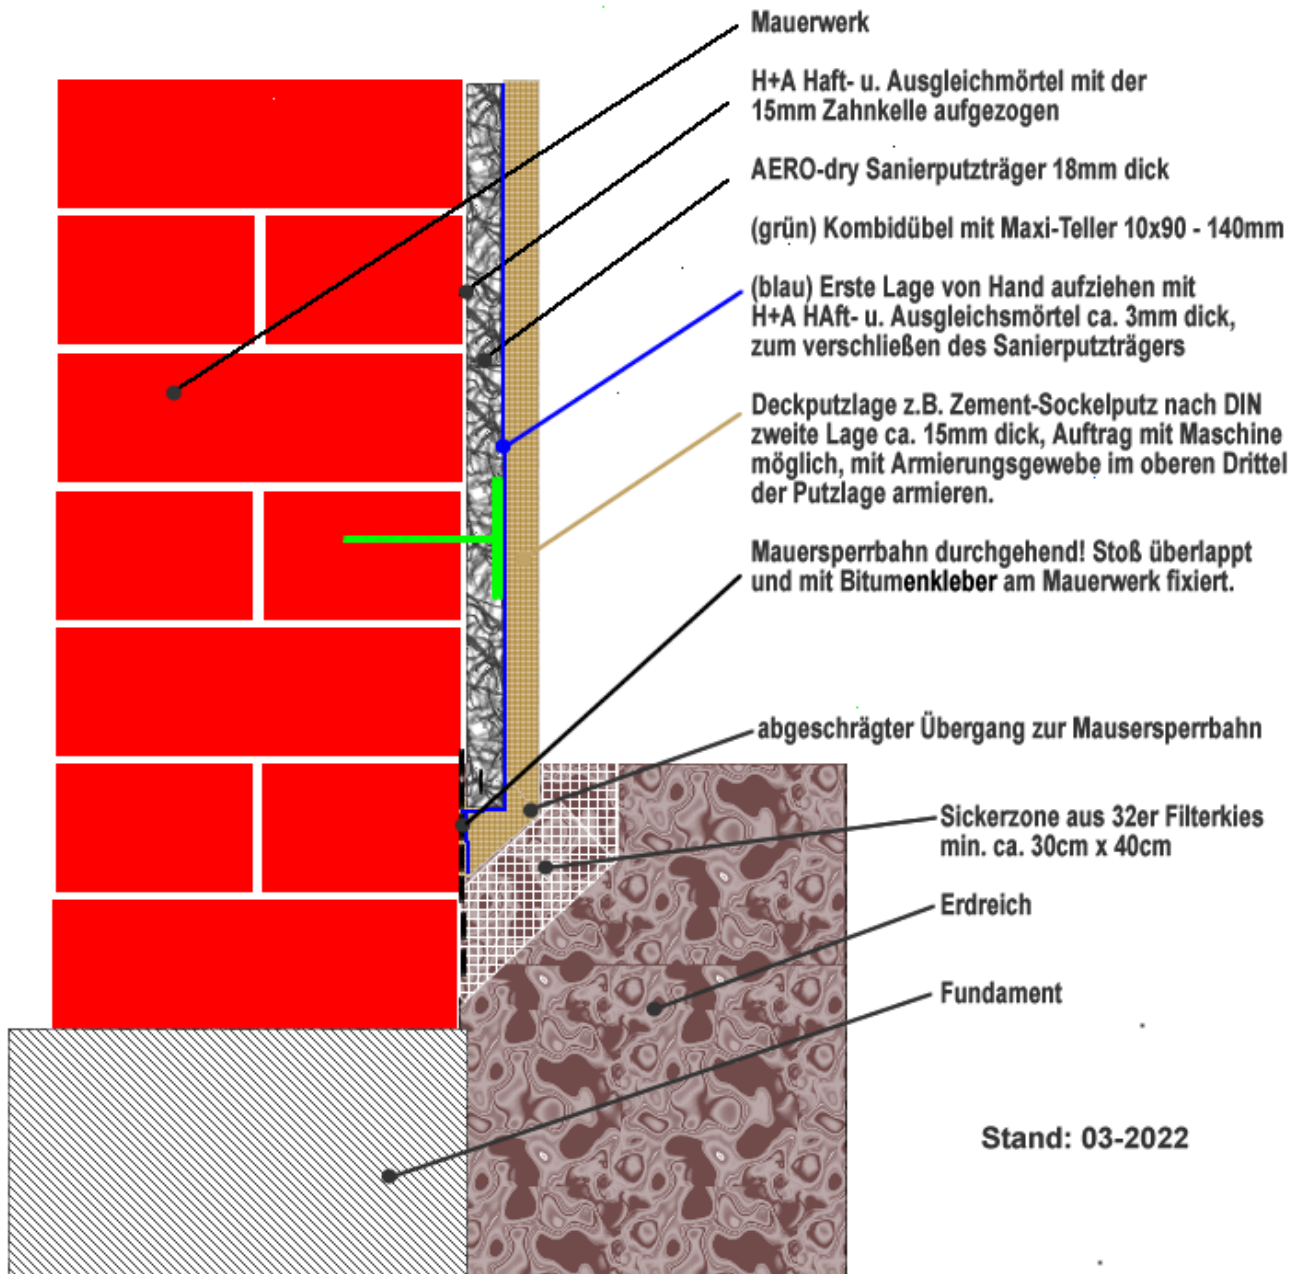 Mauerwerk
H+A Haft- u. Ausgleichmörtel mit der
15mm Zahnkelle aufgezogen
AERO-dry Sanierputzträger 18mm dick
(grün) Kombidübel mit Maxi-Teller 10x90 - 140mm
(blau) Erste Lage von Hand aufziehen mit
H+A HAft- u. Ausgleichsmörtel ca. 3mm dick,
zum verschließen des Sanierputzträgers
Deckputzlage z.B. Zement-Sockelputz nach DIN
zweite Lage ca. 15mm dick, Auftrag mit Maschine
möglich, mit Armierungsgewebe im oberen Drittel
der Putzlage armieren.
Mauersperrbahn durchgehend! Stoß überlappt
und mit Bitumenkleber am Mauerwerk fixiert.
abgeschrägter Übergang zur Mausersperrbahn
Sickerzone aus 32er Filterkies
min. ca. 30cm x 40cm
Erdreich
Fundament
Stand: 03-2022